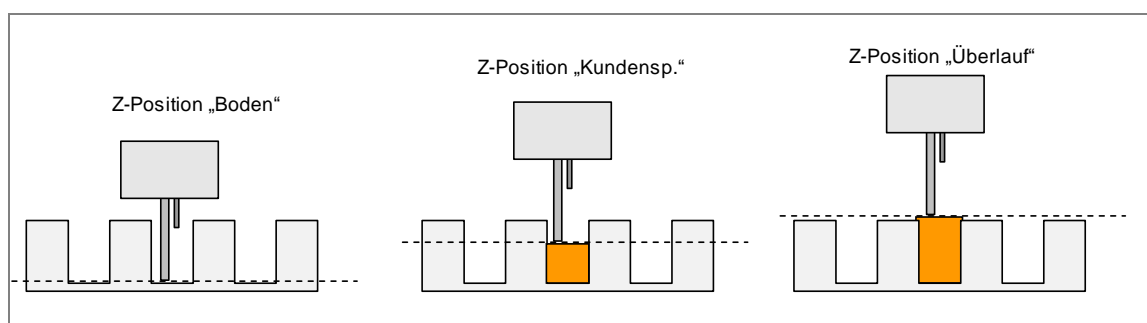 Z-Position „Boden“
Z-Position „Kundensp.“
Z-Position „Überlauf“